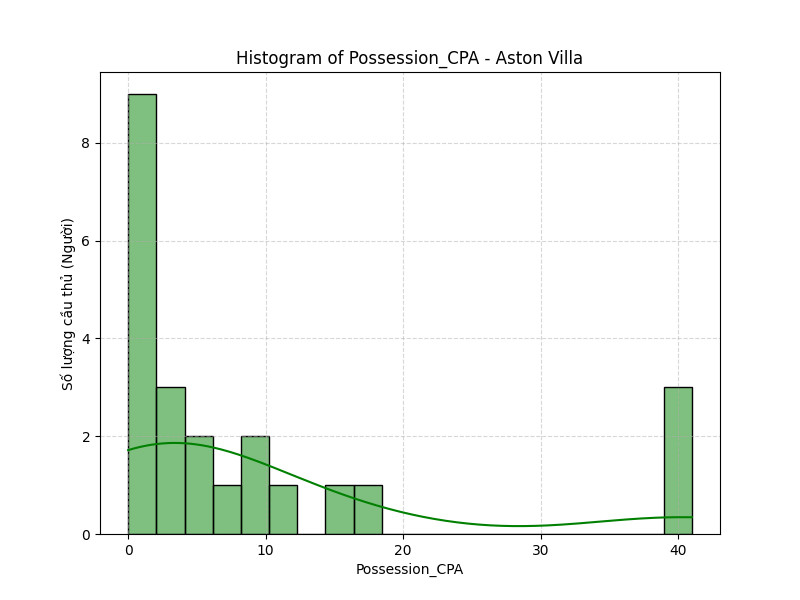 Histogram of Possession_CPA - Aston Villa
Số lượng cầu thủ (Người)
8
6
4
2
0
0 10 20 30 40
Possession_CPA